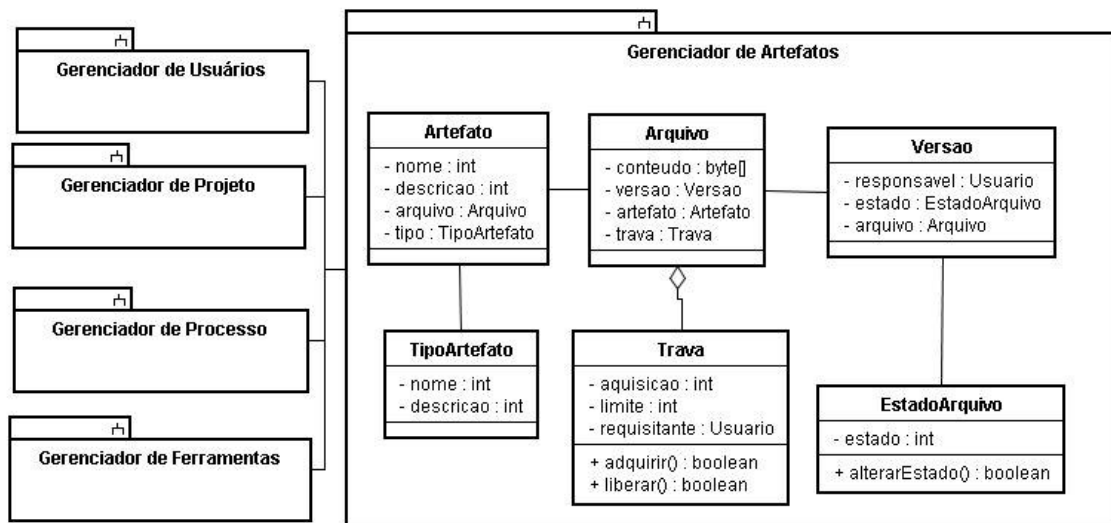 Gerenciador de Usuários
Gerenciador de Projeto
Gerenciador de Processo
Gerenciador de Ferramentas
Gerenciador de Artefatos
Artefato
- nome : int
- descricao : int
- arquivo : Arquivo
- tipo : TipoArtefato
Arquivo
- conteudo : byte[]
- versao : Versao
- artefato : Artefato
- trava : Trava
Versao
- responsavel : Usuario
- estado : EstadoArquivo
- arquivo : Arquivo
TipoArtefato
- nome : int
- descricao : int
Trava
- aquisicao : int
- limite : int
- requisitante : Usuario
+ adquirir() : boolean
+ liberar() : boolean
EstadoArquivo
- estado : int
+ alterarEstado() : boolean